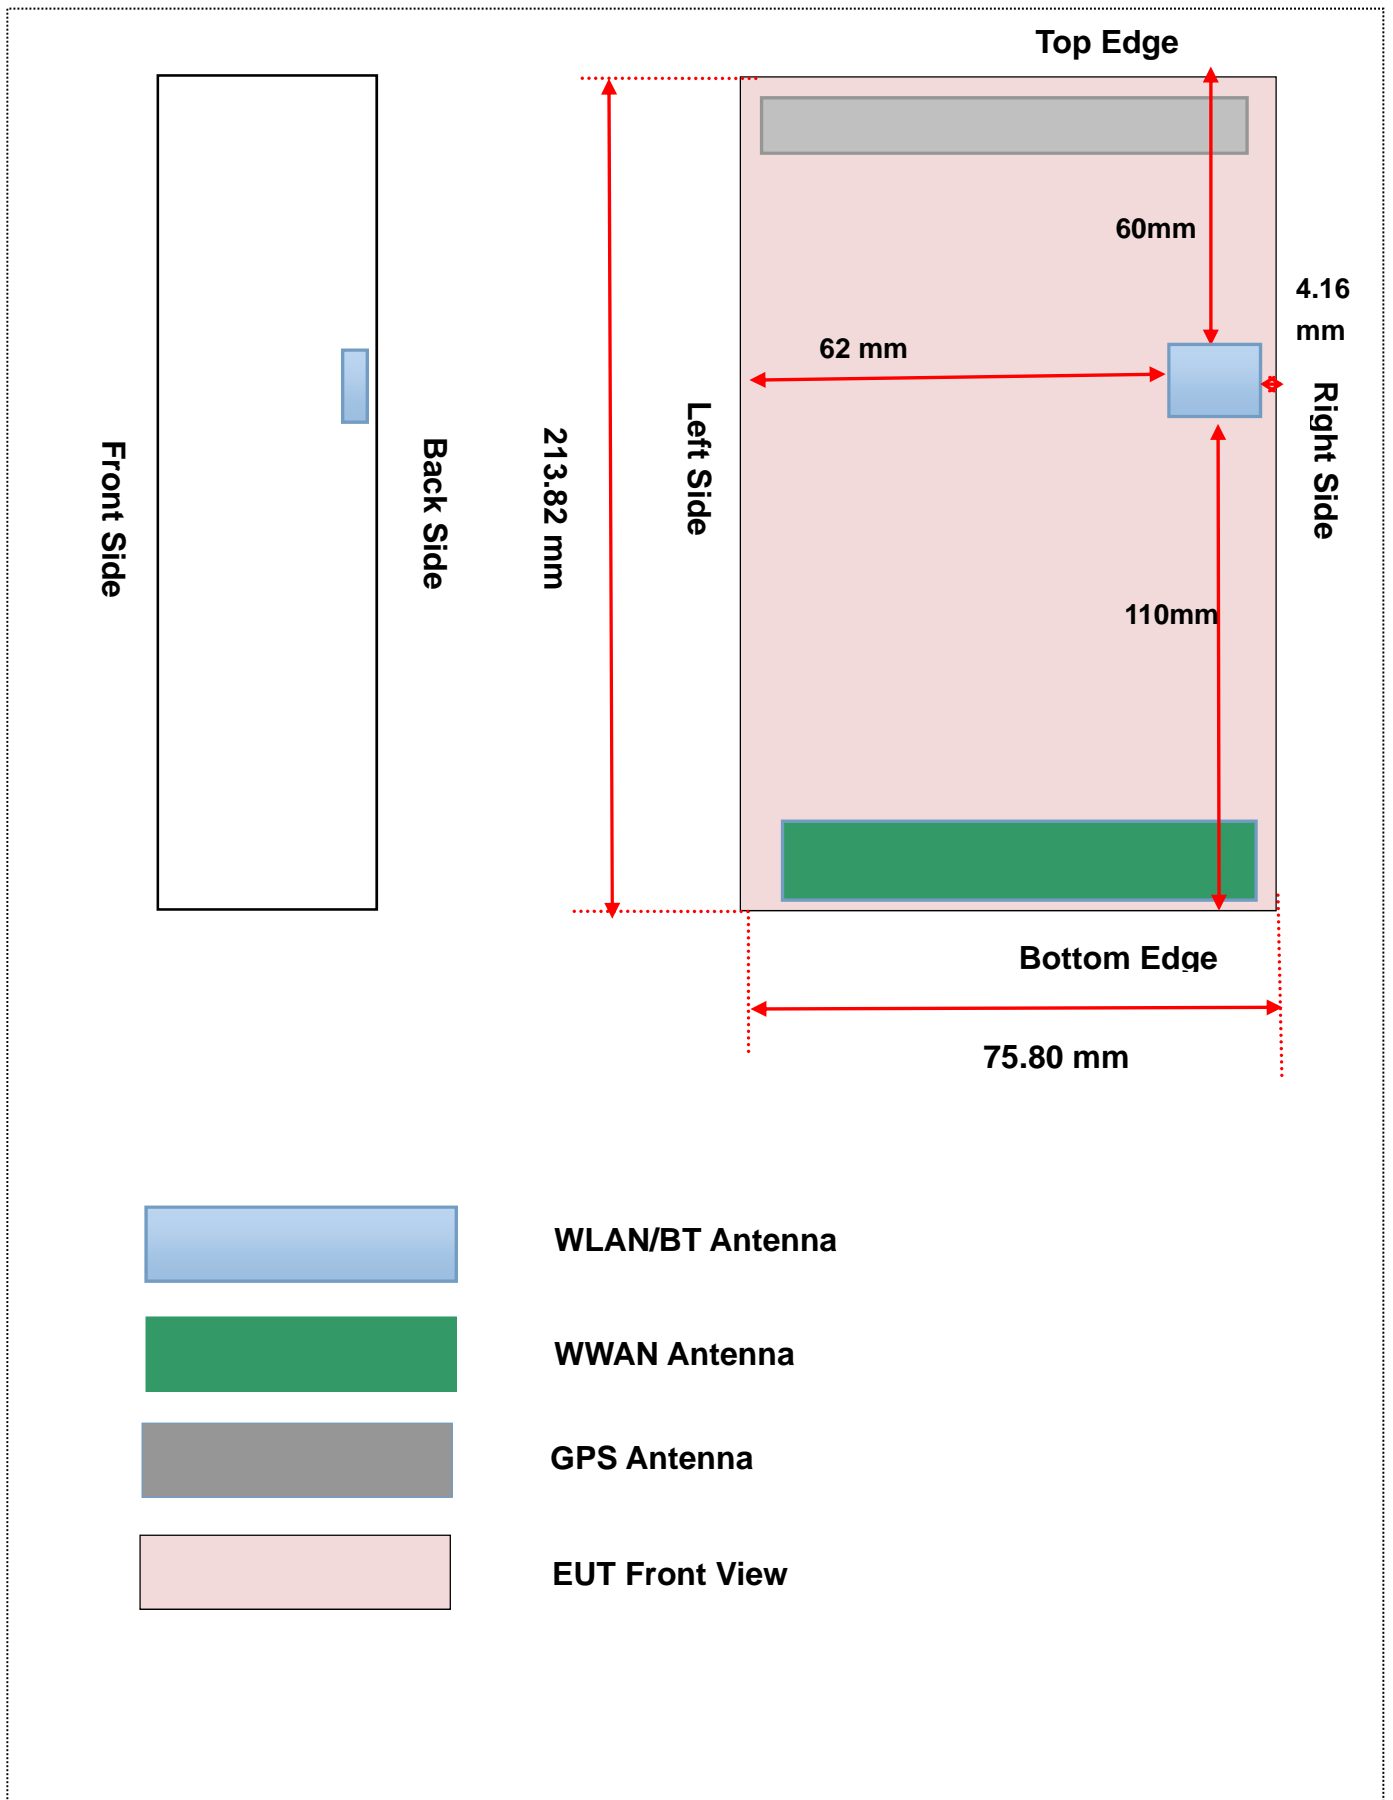 Top Edge
60mm
4.16
mm
62 mm
Front Side
Back Side
213.82 mm
Left Side
Right Side
110mm
Bottom Edge
75.80 mm
WLAN/BT Antenna
WWAN Antenna
GPS Antenna
EUT Front View